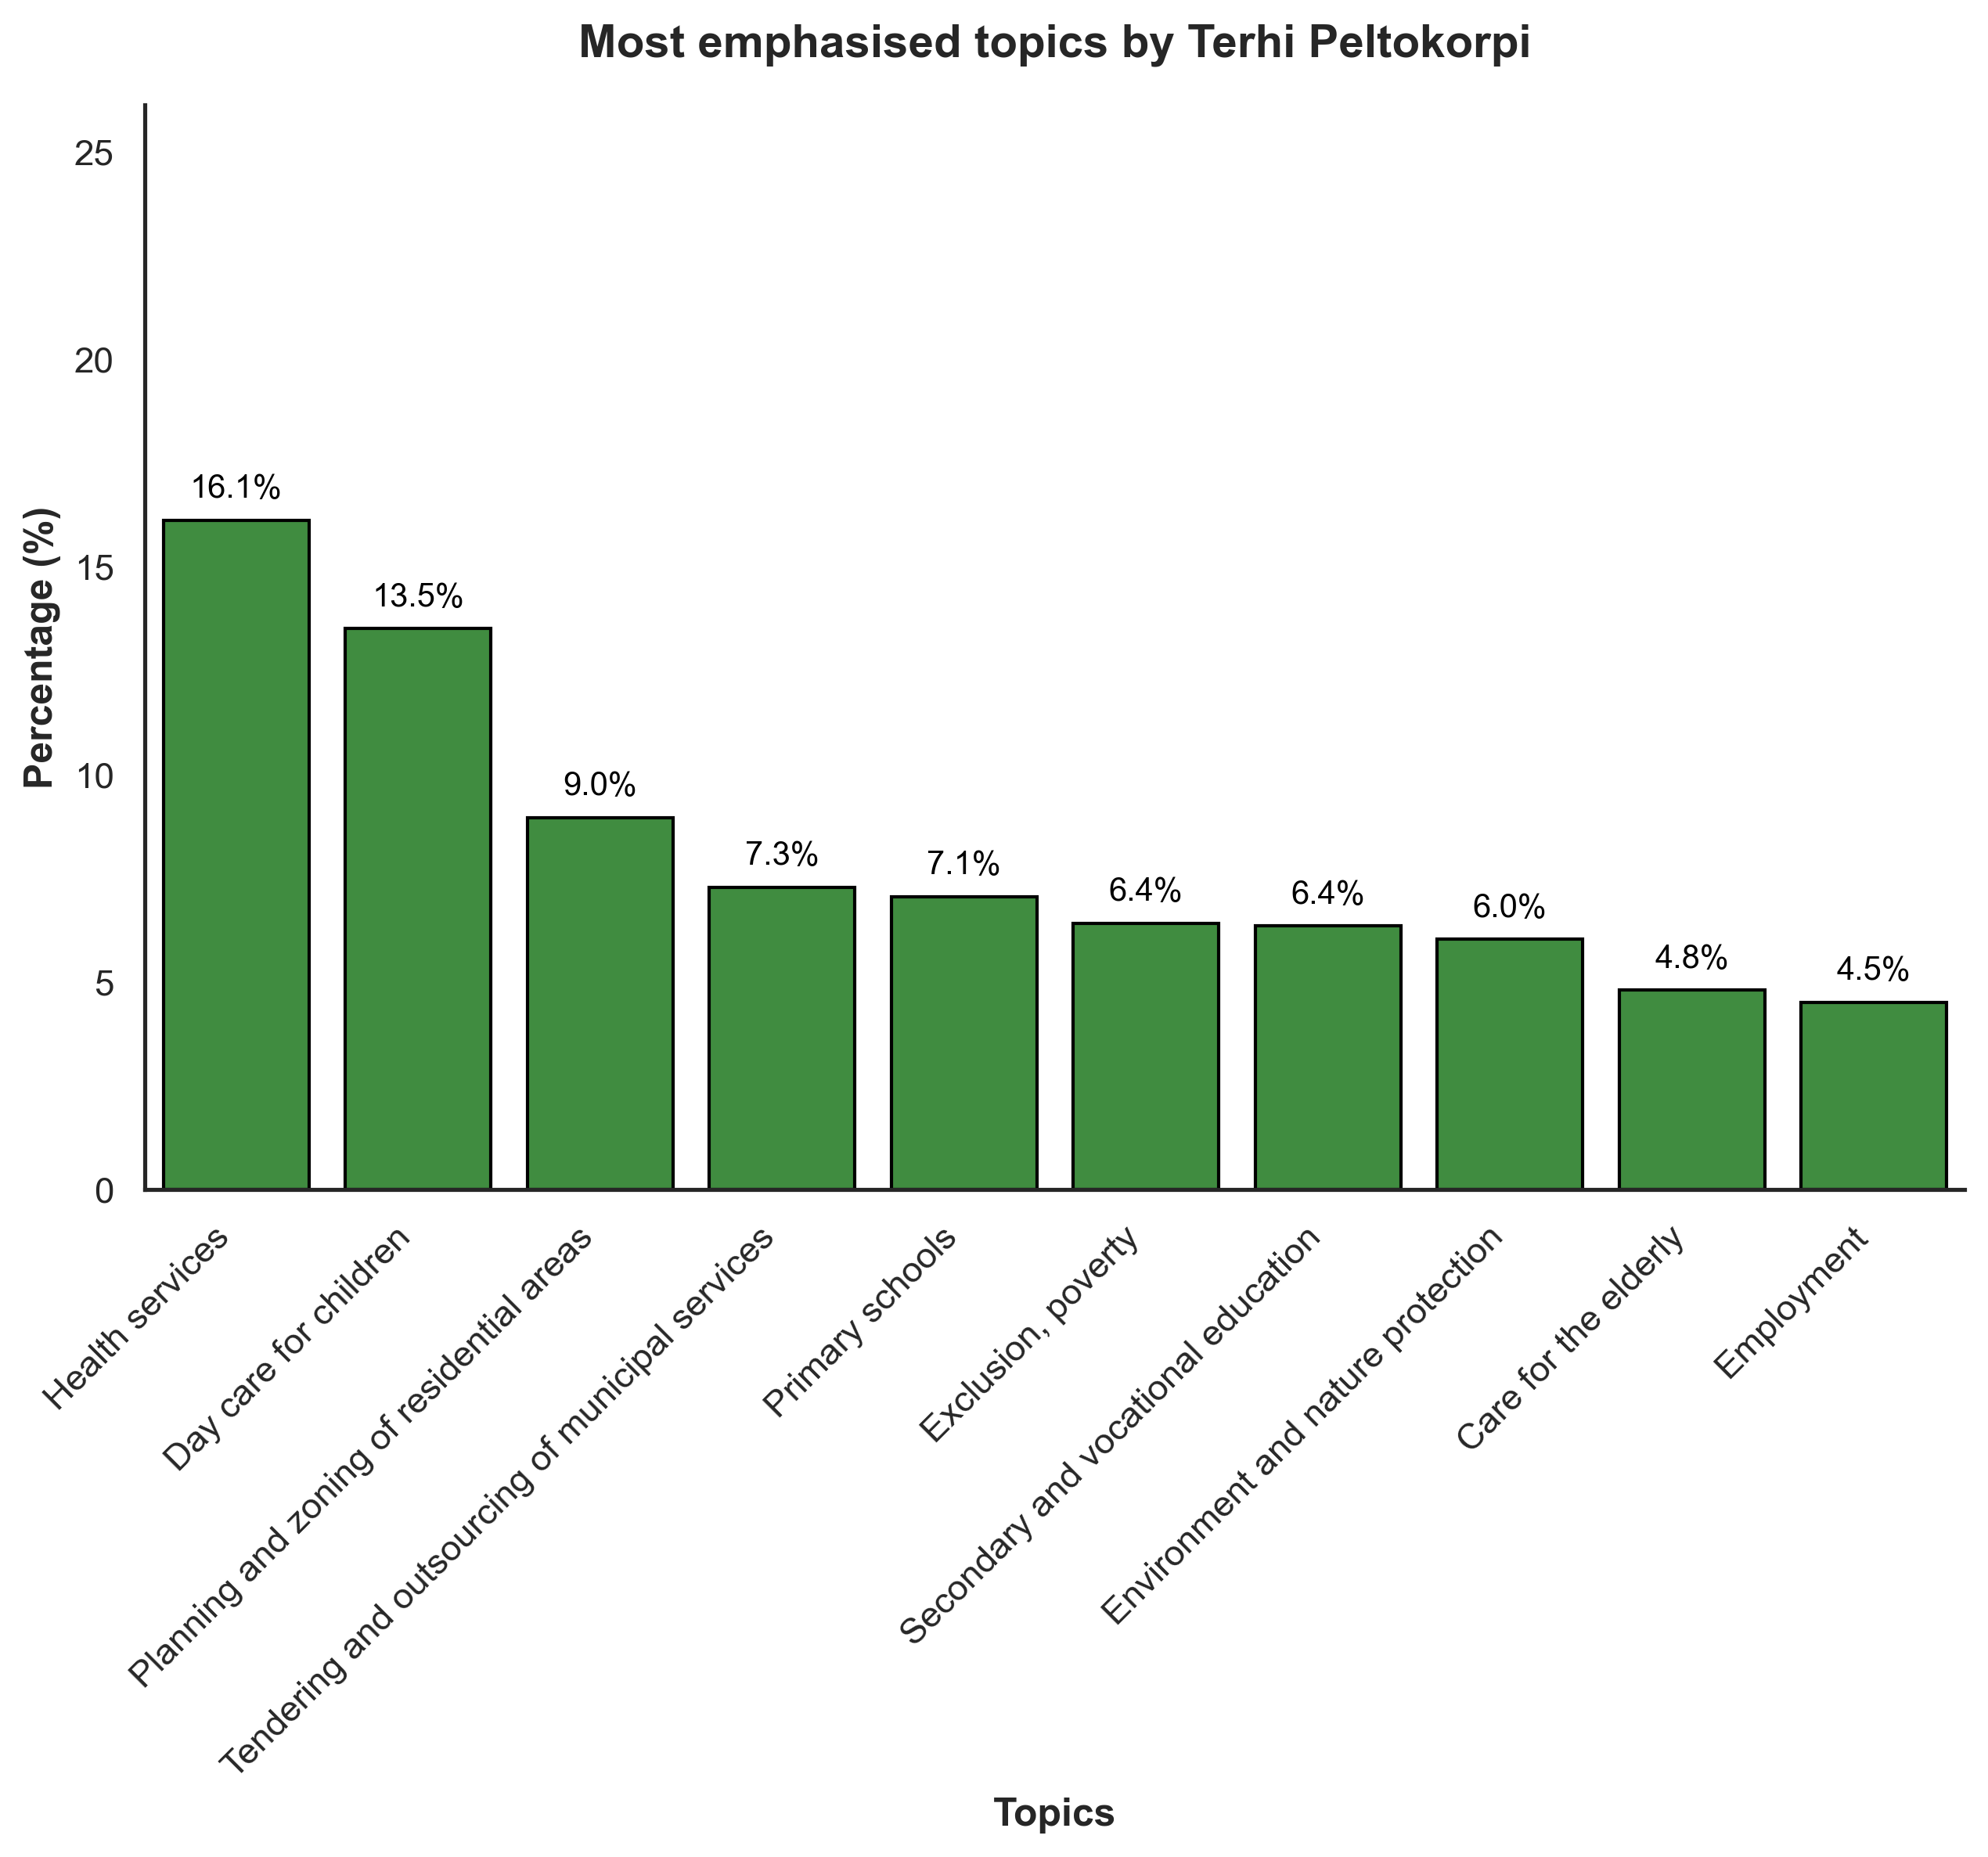 Most emphasised topics by Terhi Peltokorpi
Percentage (%)
25
20
15
10
5
0
16.1%
13.5%
9.0%
7.3%
7.1%
6.4%
6.4%
6.0%
4.8%
4.5%
Health services
Day care for children
Planning and zoning of residential areas
Tendering and outsourcing of municipal services
Primary schools
Exclusion, poverty
Secondary and vocational education
Environment and nature protection
Care for the elderly
Employment
Topics